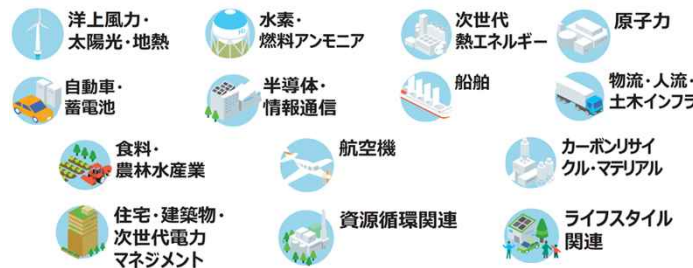 洋上風力・
太陽光・地熱
水素・
燃料アンモニア
次世代
熱エネルギー
原子力
自動車・
蓄電池
半導体・
情報通信
船舶
物流・人流・
土木インフラ
食料・
農林水産業
航空機
カーボンリサイ
クル・マテリアル
住宅・建築物・
次世代電力
マネジメント
資源循環関連
ライフスタイル
関連